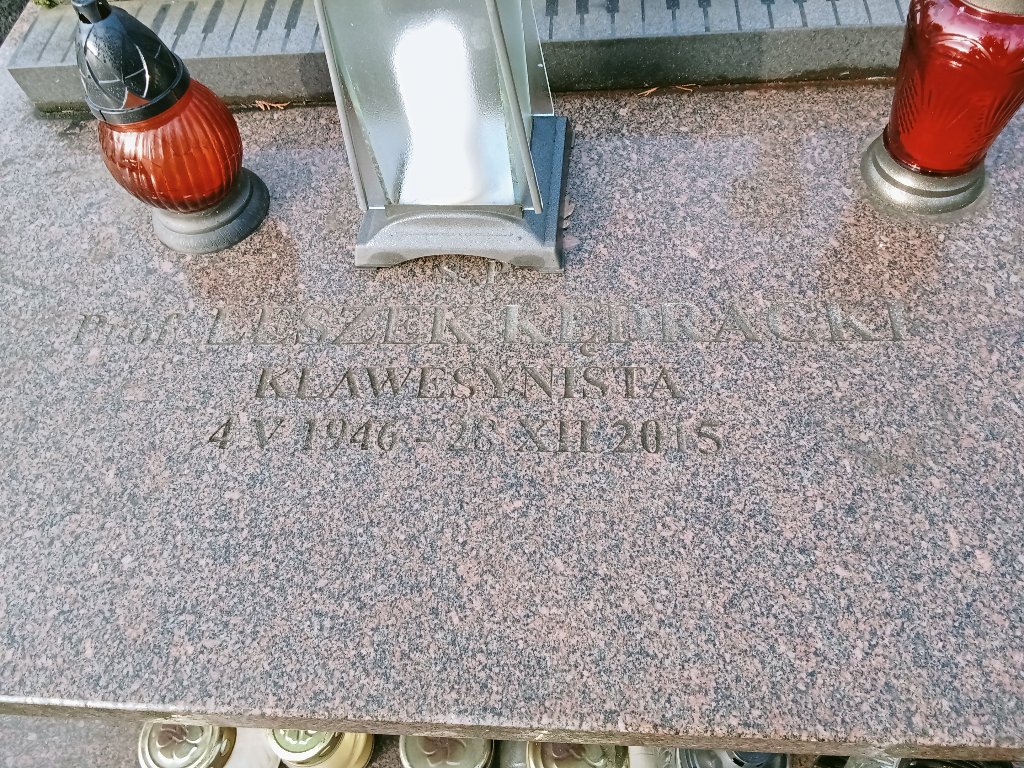 Ś.P.
Prof. LESZEK KĘDRACKI
KLAWESYNISTA
4 V 1946 - 28 XII 2015